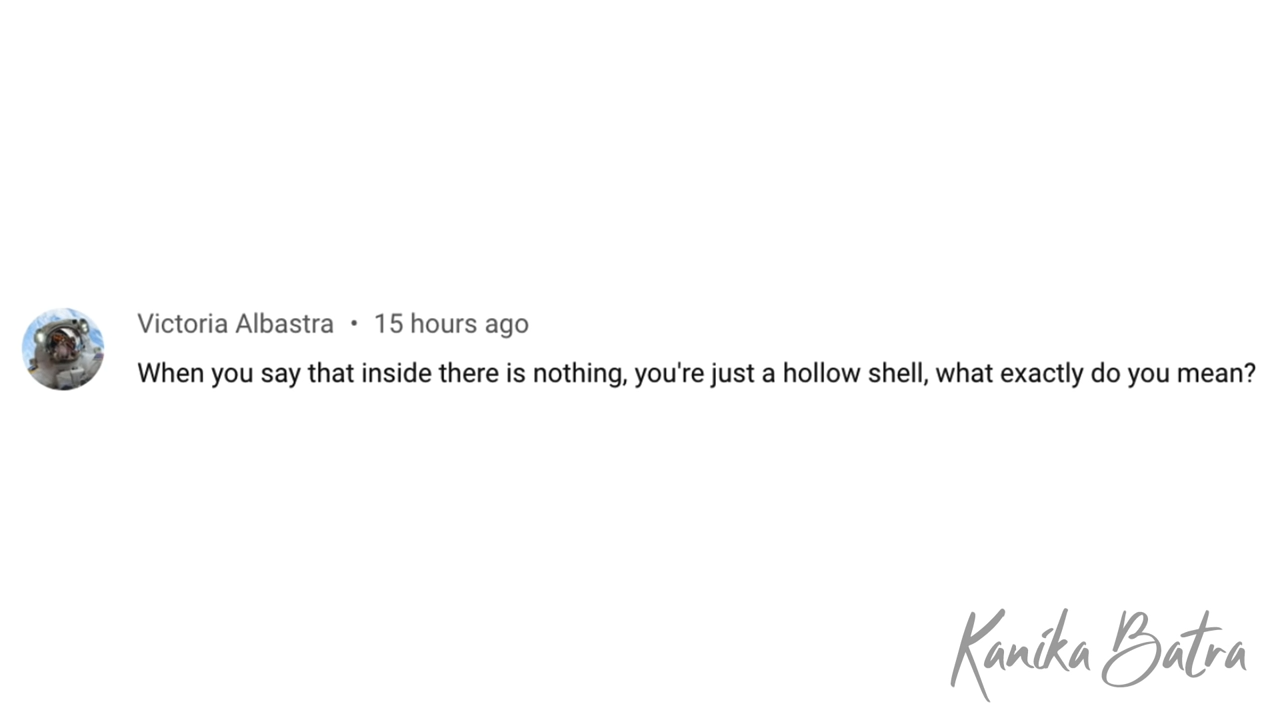 Victoria Albastra • 15 hours ago
When you say that inside there is nothing, you're just a hollow shell, what exactly do you mean?
Kanika Batra